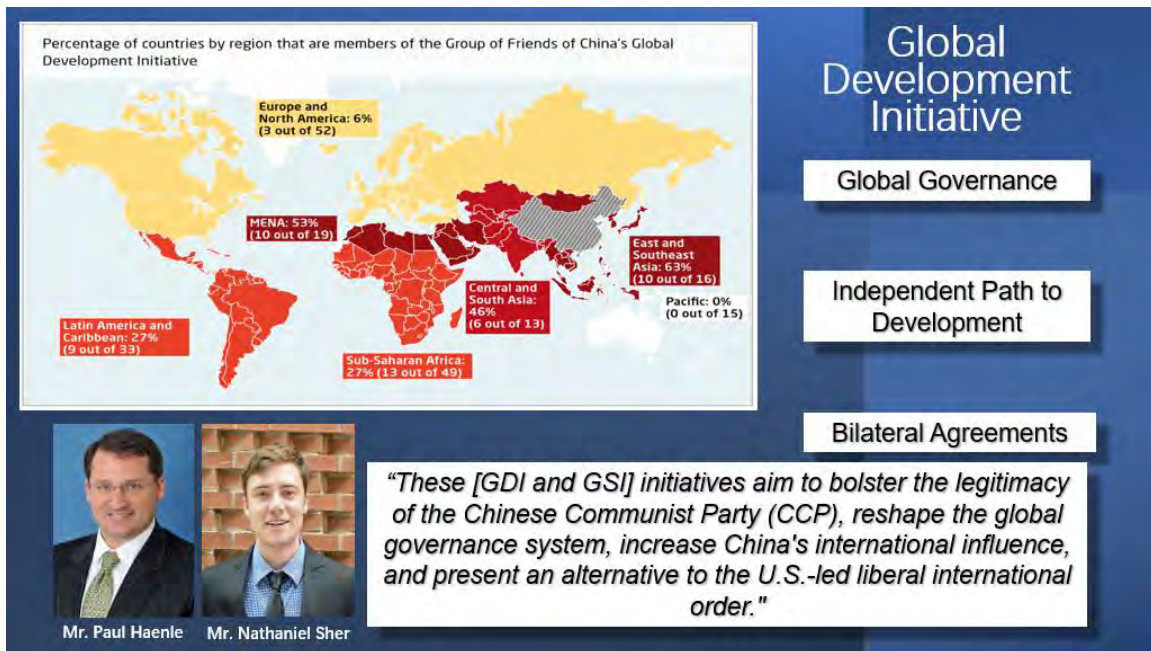 Percentage of countries by region that are members of the Group of Friends of China's Global
Development Initiative
Europe and
North America: 6%
(3 out of 52)
MENA: 53%
(10 out of 19)
East and
Southeast
Asia: 63%
(10 out of 16)
Central and
South Asia:
46%
(6 out of 13)
Pacific: 0%
(0 out of 15)
Latin America and
Caribbean: 27%
(9 out of 33)
Sub-Saharan Africa:
27% (13 out of 49)
Global
Development
Initiative
Global Governance
Independent Path to
Development
Bilateral Agreements
Mr. Paul Haenle
Mr. Nathaniel Sher
“These [GDI and GSI] initiatives aim to bolster the legitimacy
of the Chinese Communist Party (CCP), reshape the global
governance system, increase China's international influence,
and present an alternative to the U.S.-led liberal international
order."